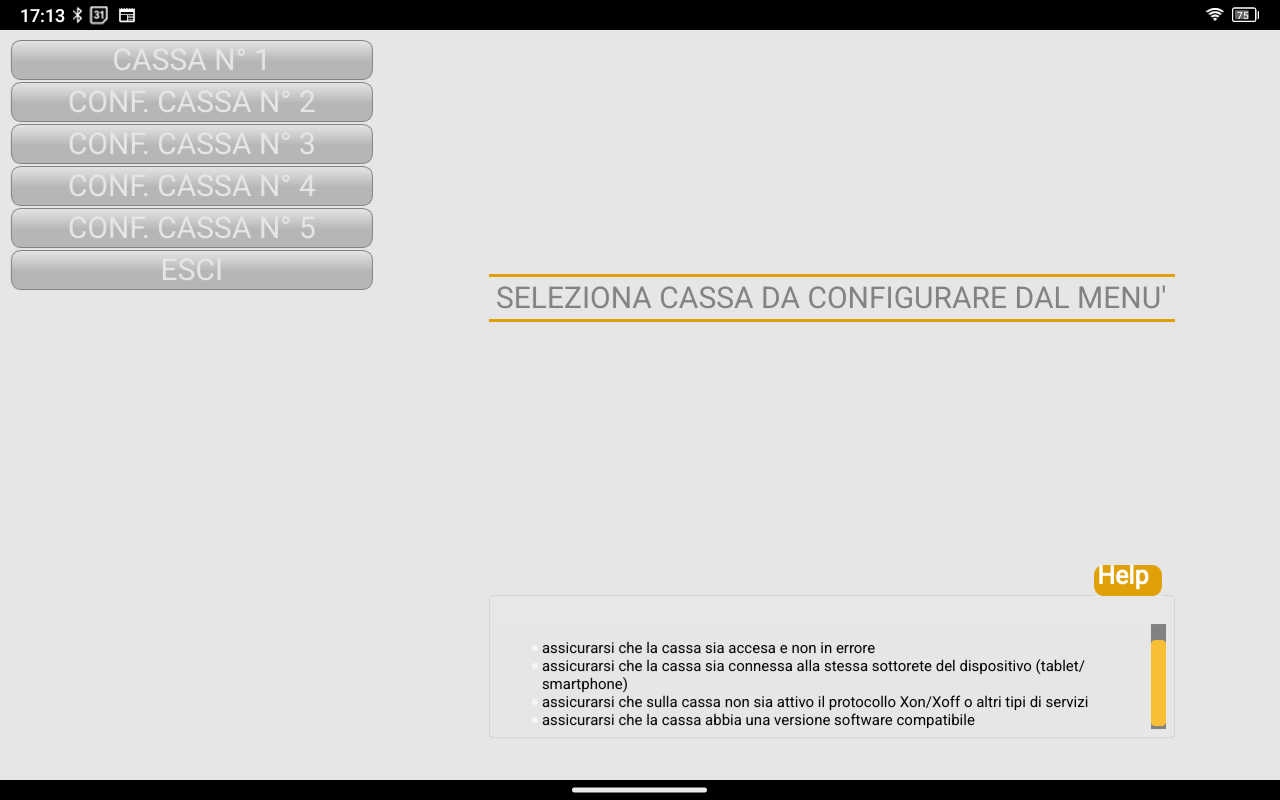 17:13 31 75
CASSA N° 1
CONF. CASSA N° 2
CONF. CASSA N° 3
CONF. CASSA N° 4
CONF. CASSA N° 5
ESCI
SELEZIONA CASSA DA CONFIGURARE DAL MENU'
Help
assicurarsi che la cassa sia accesa e non in errore
assicurarsi che la cassa sia connessa alla stessa sottorete del dispositivo (tablet/
smartphone)
assicurarsi che sulla cassa non sia attivo il protocollo Xon/Xoff o altri tipi di servizi
assicurarsi che la cassa abbia una versione software compatibile